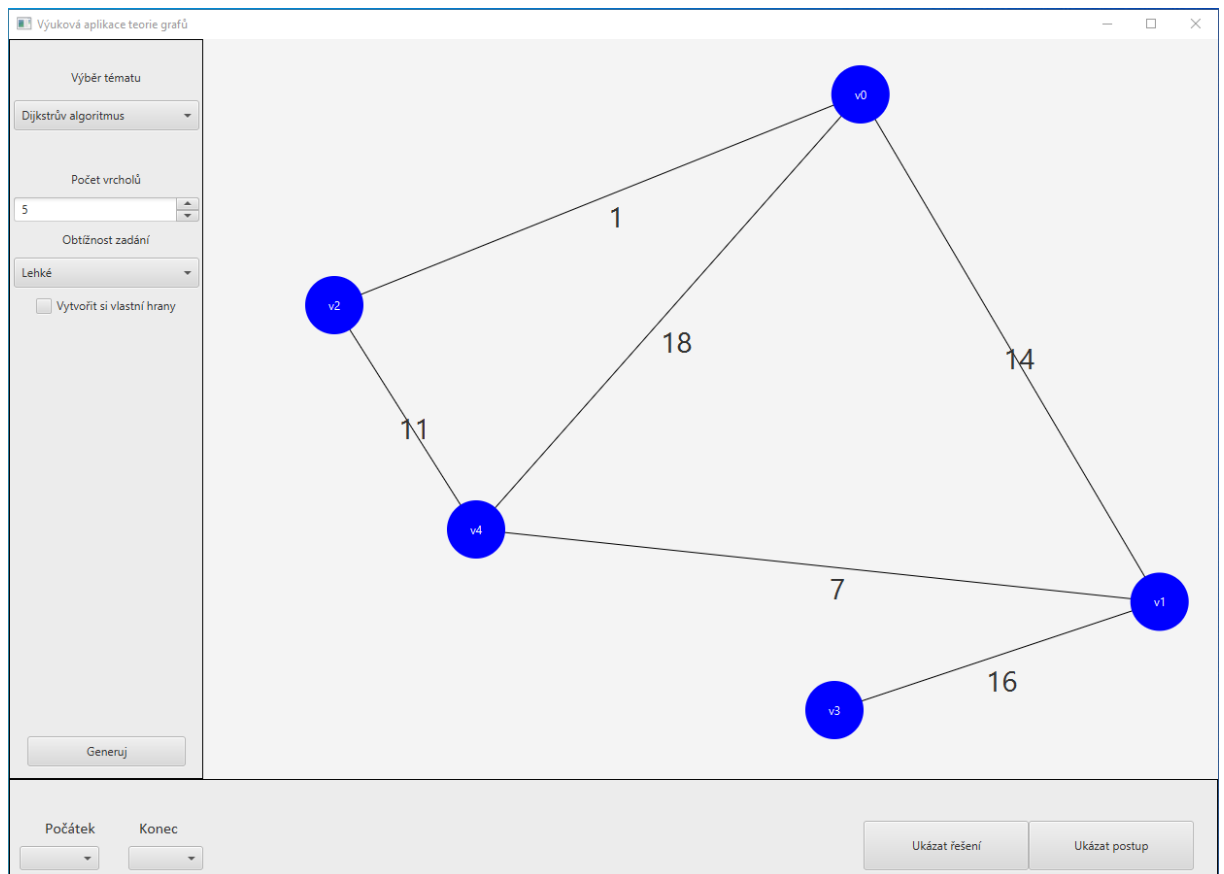 Výuková aplikace teorie grafů
Výběr tématu
Dijkstrův algoritmus
Počet vrcholů
5
Obtížnost zadání
Lehké
Vytvořit si vlastní hrany
Generuj
v0
1
v2
18
14
11
v4
7
v1
16
v3
Počátek Konec
Ukázat řešení Ukázat postup